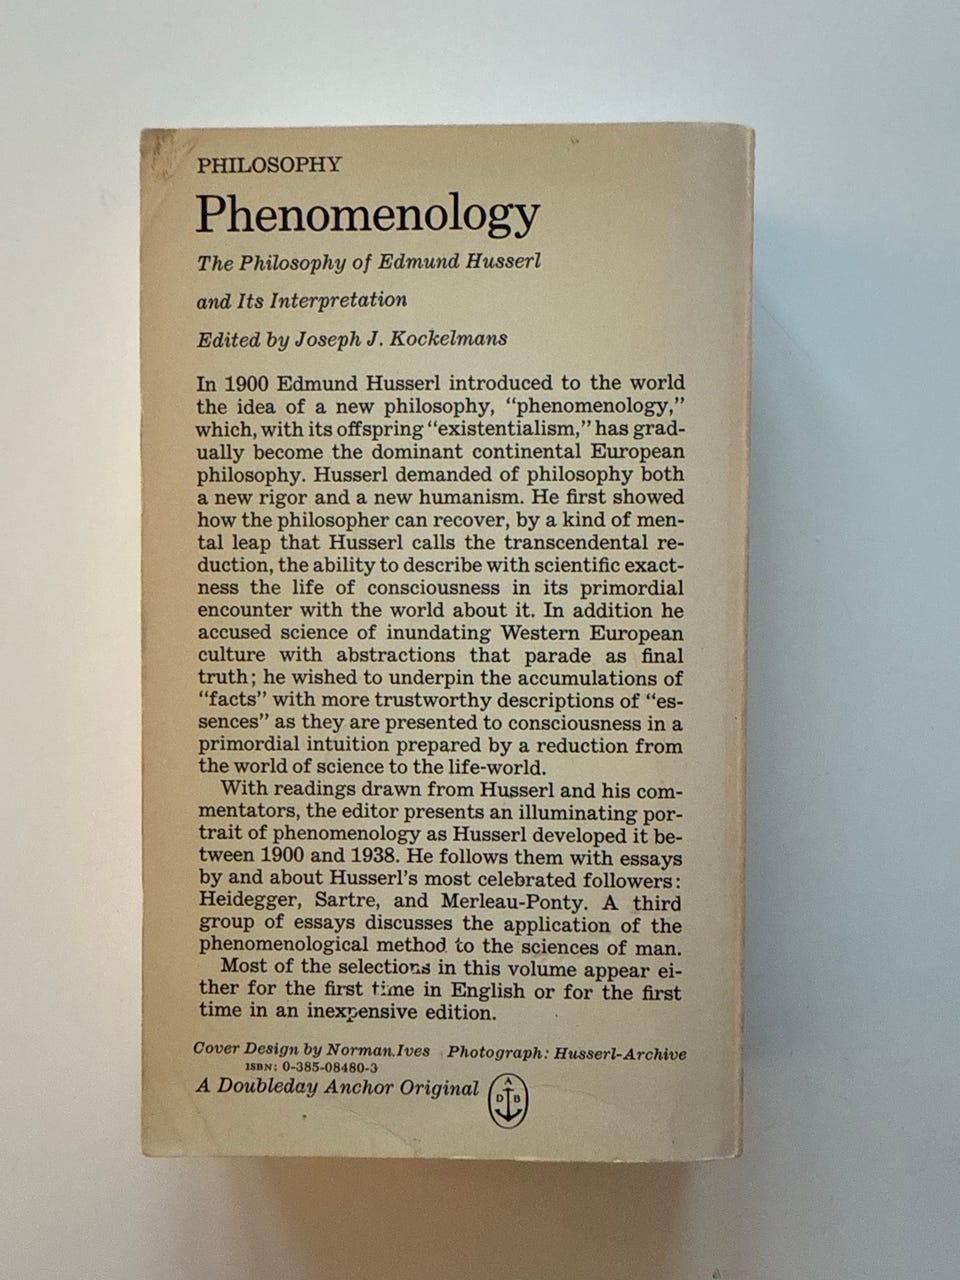 PHILOSOPHY
Phenomenology
The Philosophy of Edmund Husserl
and Its Interpretation
Edited by Joseph J. Kockelmans
In 1900 Edmund Husserl introduced to the world
the idea of a new philosophy, “phenomenology,”
which, with its offspring “existentialism,” has grad-
ually become the dominant continental European
philosophy. Husserl demanded of philosophy both
a new rigor and a new humanism. He first showed
how the philosopher can recover, by a kind of men-
tal leap that Husserl calls the transcendental re-
duction, the ability to describe with scientific exact-
ness the life of consciousness in its primordial
encounter with the world about it. In addition he
accused science of inundating Western European
culture with abstractions that parade as final
truth; he wished to underpin the accumulations of
“facts” with more trustworthy descriptions of “es-
sences” as they are presented to consciousness in a
primordial intuition prepared by a reduction from
the world of science to the life-world.
With readings drawn from Husserl and his com-
mentators, the editor presents an illuminating por-
trait of phenomenology as Husserl developed it be-
tween 1900 and 1938. He follows them with essays
by and about Husserl’s most celebrated followers:
Heidegger, Sartre, and Merleau-Ponty. A third
group of essays discusses the application of the
phenomenological method to the sciences of man.
Most of the selections in this volume appear ei-
ther for the first time in English or for the first
time in an inexpensive edition.
Cover Design by Norman Ives Photograph: Husserl-Archive
ISBN: 0-385-08480-3
A Doubleday Anchor Original
A
D B